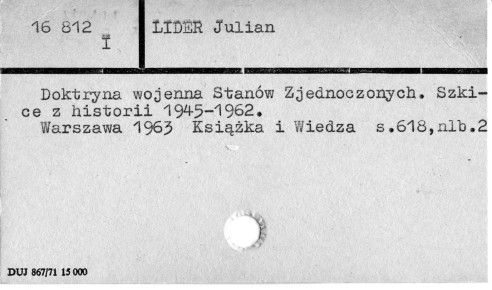 16 812
I
LIDER Julian
Doktryna wojenna Stanów Zjednoczonych. Szki-
ce z historii 1945-1962.
Warszawa 1963 Książka i Wiedza s.618,nlb.2
DUJ 867/71 15 000